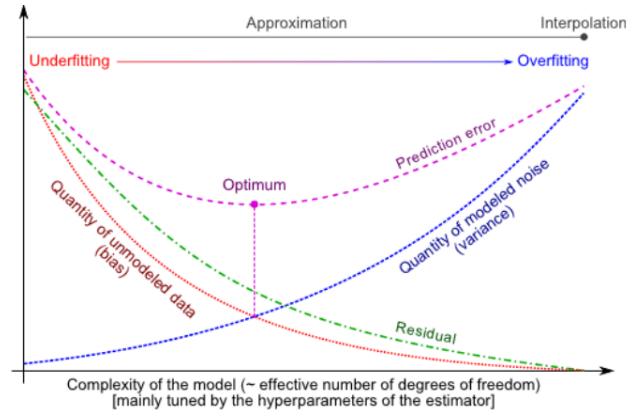 Approximation
Interpolation
Underfitting
Overfitting
Prediction error
Optimum
Quantity of unmodeled data
(bias)
Quantity of modeled noise
(variance)
Residual
Complexity of the model (~ effective number of degrees of freedom)
[mainly tuned by the hyperparameters of the estimator]